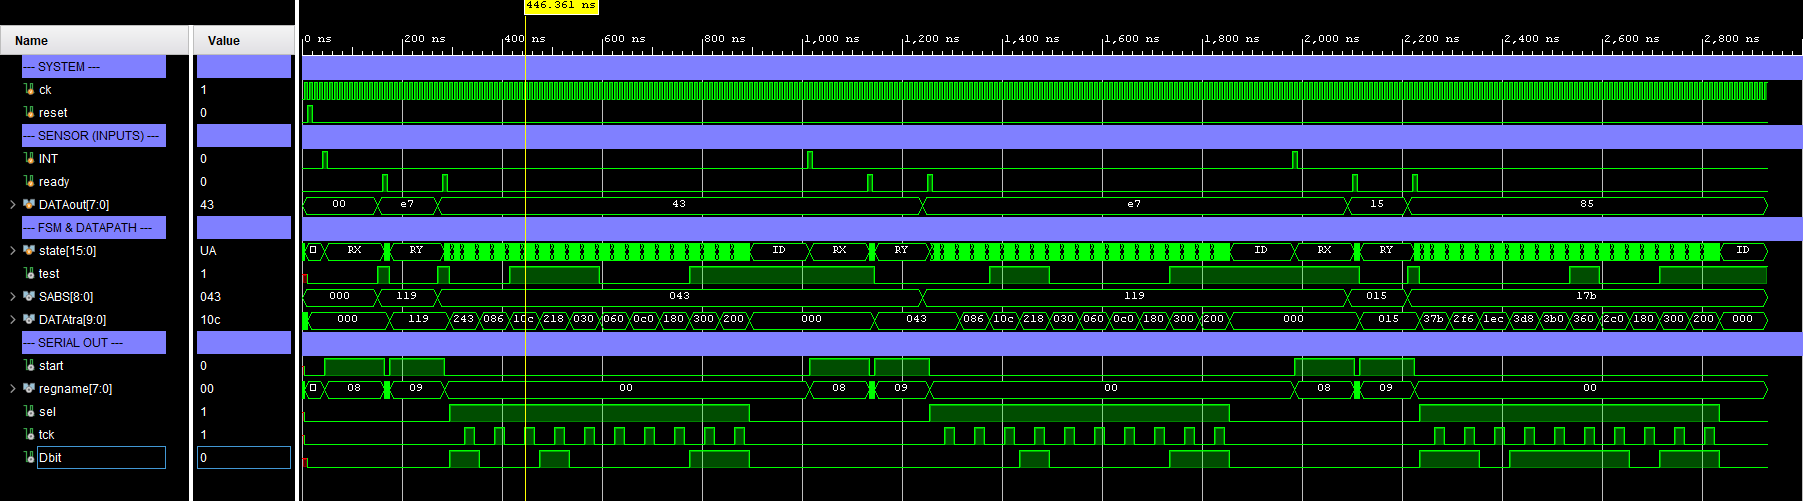 446.361 ns
Name Value
0 ns 200 ns 400 ns 600 ns 800 ns 1,000 ns 1,200 ns 1,400 ns 1,600 ns 1,800 ns 2,000 ns 2,200 ns 2,400 ns 2,600 ns 2,800 ns
--- SYSTEM ---
ck 1
reset 0
--- SENSOR (INPUTS) ---
INT 0
ready 0
DATAout[7:0] 43 00 e7 43 e7 15 85
--- FSM & DATAPATH ---
state[15:0] UA RX RY ID RX RY ID RX RY ID
test 1
SABS[8:0] 043 000 119 043 119 015 17b
DATAtra[9:0] 10c 000 119 243 086 10c 218 030 060 0c0 180 300 200 000 043 086 10c 218 030 060 0c0 180 300 200 000 015 37b 2f6 1ec 3d8 3b0 360 2c0 180 300 200 000
--- SERIAL OUT ---
start 0
regname[7:0] 00 08 09 00 08 09 00 08 09 00
sel 1
tck 1
Dbit 0